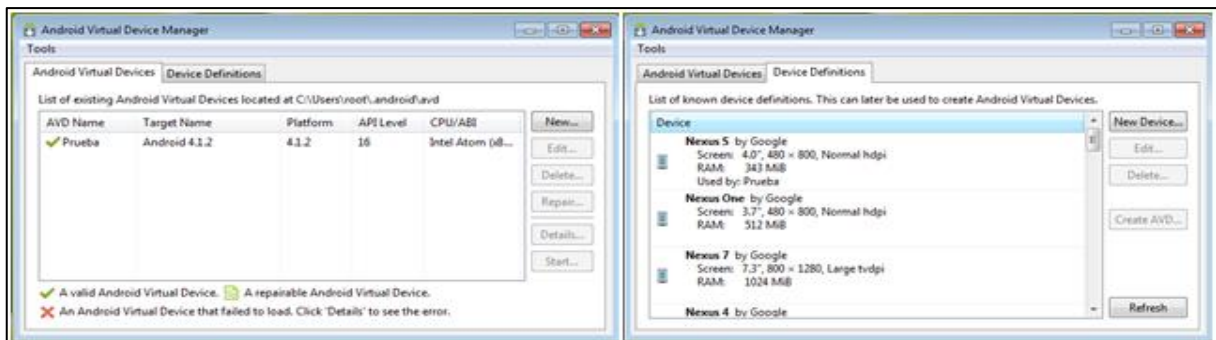 Android Virtual Device Manager
Tools
Android Virtual Devices Device Definitions
List of existing Android Virtual Devices located at C:\Users\root\.android\avd
AVD Name Target Name Platform API Level CPU/ABI
Prueba Android 4.1.2 4.1.2 16 Intel Atom (x8...
New...
Edit...
Delete...
Repair...
Details...
Start...
A valid Android Virtual Device. A repairable Android Virtual Device.
An Android Virtual Device that failed to load. Click 'Details' to see the error.
Android Virtual Device Manager
Tools
Android Virtual Devices Device Definitions
List of known device definitions. This can later be used to create Android Virtual Devices.
Device
Nexus S by Google
Screen: 4.0", 480 × 800, Normal hdpi
RAM: 343 MiB
Used by: Prueba
Nexus One by Google
Screen: 3.7", 480 × 800, Normal hdpi
RAM: 512 MiB
Nexus 7 by Google
Screen: 7.3", 800 × 1280, Large tvdpi
RAM: 1024 MiB
Nexus 4 by Google
New Device...
Edit...
Delete...
Create AVD...
Refresh